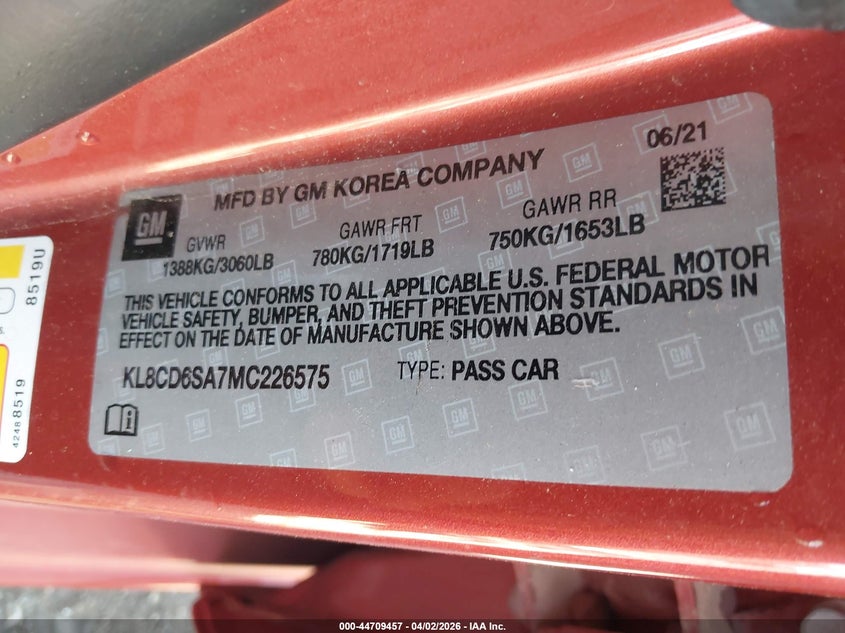 06/21
MFD BY GM KOREA COMPANY
GM
GVWR GAWR FRT GAWR RR
1388KG/3060LB 780KG/1719LB 750KG/1653LB
THIS VEHICLE CONFORMS TO ALL APPLICABLE U.S. FEDERAL MOTOR
VEHICLE SAFETY, BUMPER, AND THEFT PREVENTION STANDARDS IN
EFFECT ON THE DATE OF MANUFACTURE SHOWN ABOVE.
KL8CD6SA7MC226575 TYPE: PASS CAR
8519U
42488519
000-44709457 - 04/02/2026 - IAA Inc.